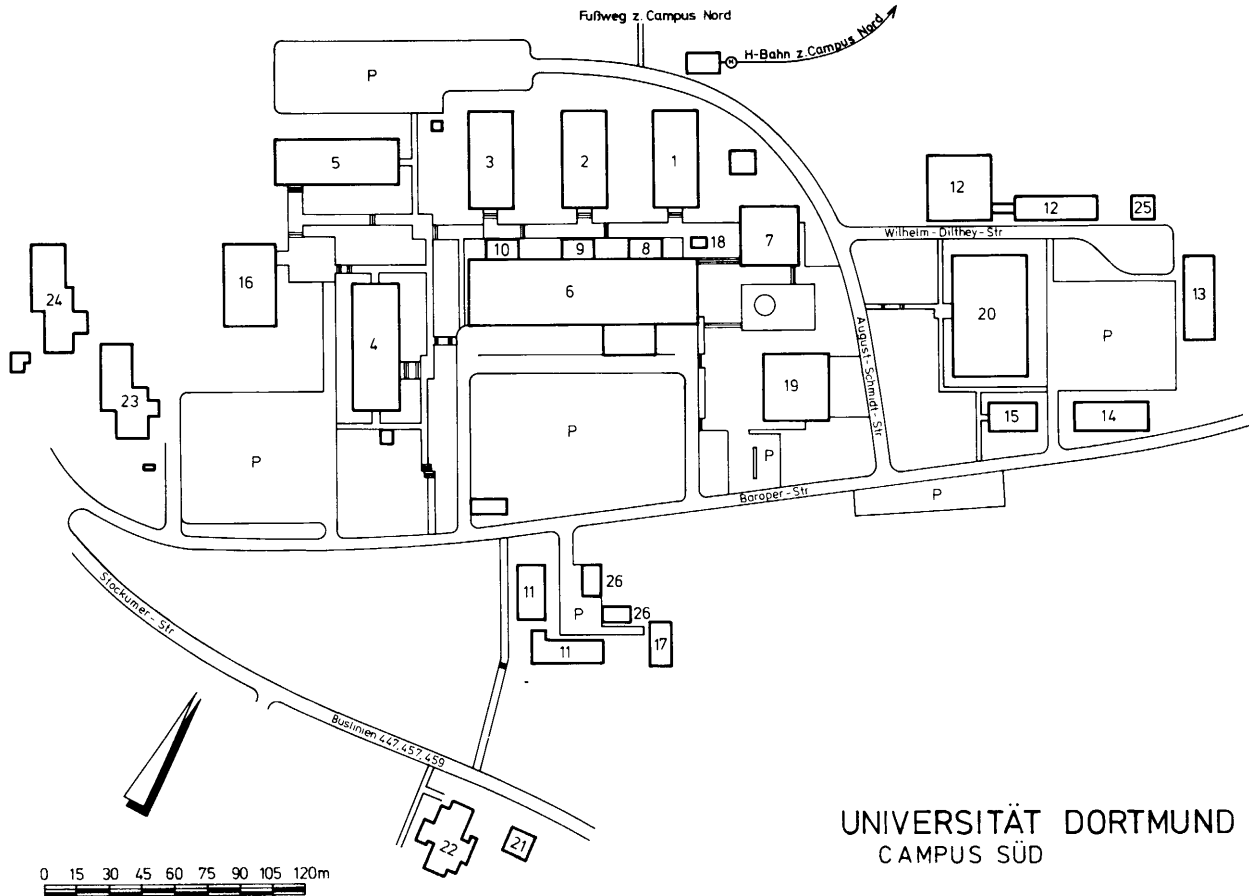 Fußweg z. Campus Nord
H-Bahn z. Campus Nord
H
P
5
3
2
1
12
12
25
Wilhelm-Dilthey-Str
7
18
10
9
8
16
6
24
4
20
13
P
August-Schmidt-Str
19
23
15
14
P
P
P
Baroper-Str
P
11
26
P
26
17
11
Stockumer-Str
Buslinien 447, 457, 459
22
21
UNIVERSITÄT DORTMUND
CAMPUS SÜD
0 15 30 45 60 75 90 105 120m